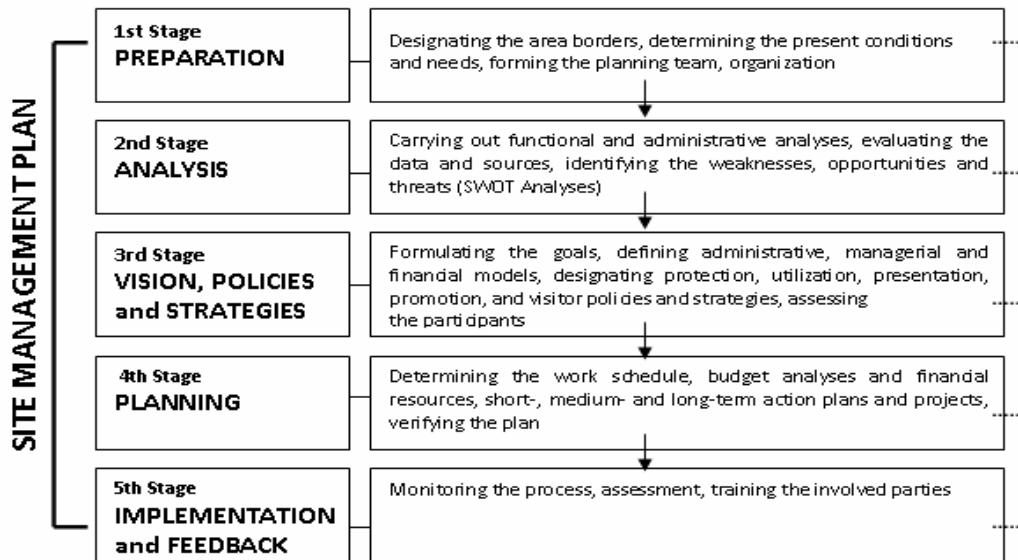 SITE MANAGEMENT PLAN
1st Stage
PREPARATION
Designating the area borders, determining the present conditions
and needs, forming the planning team, organization
2nd Stage
ANALYSIS
Carrying out functional and administrative analyses, evaluating the
data and sources, identifying the weaknesses, opportunities and
threats (SWOT Analyses)
3rd Stage
VISION, POLICIES
and STRATEGIES
Formulating the goals, defining administrative, managerial and
financial models, designating protection, utilization, presentation,
promotion, and visitor policies and strategies, assessing
the participants
4th Stage
PLANNING
Determining the work schedule, budget analyses and financial
resources, short-, medium- and long-term action plans and projects,
verifying the plan
5th Stage
IMPLEMENTATION
and FEEDBACK
Monitoring the process, assessment, training the involved parties